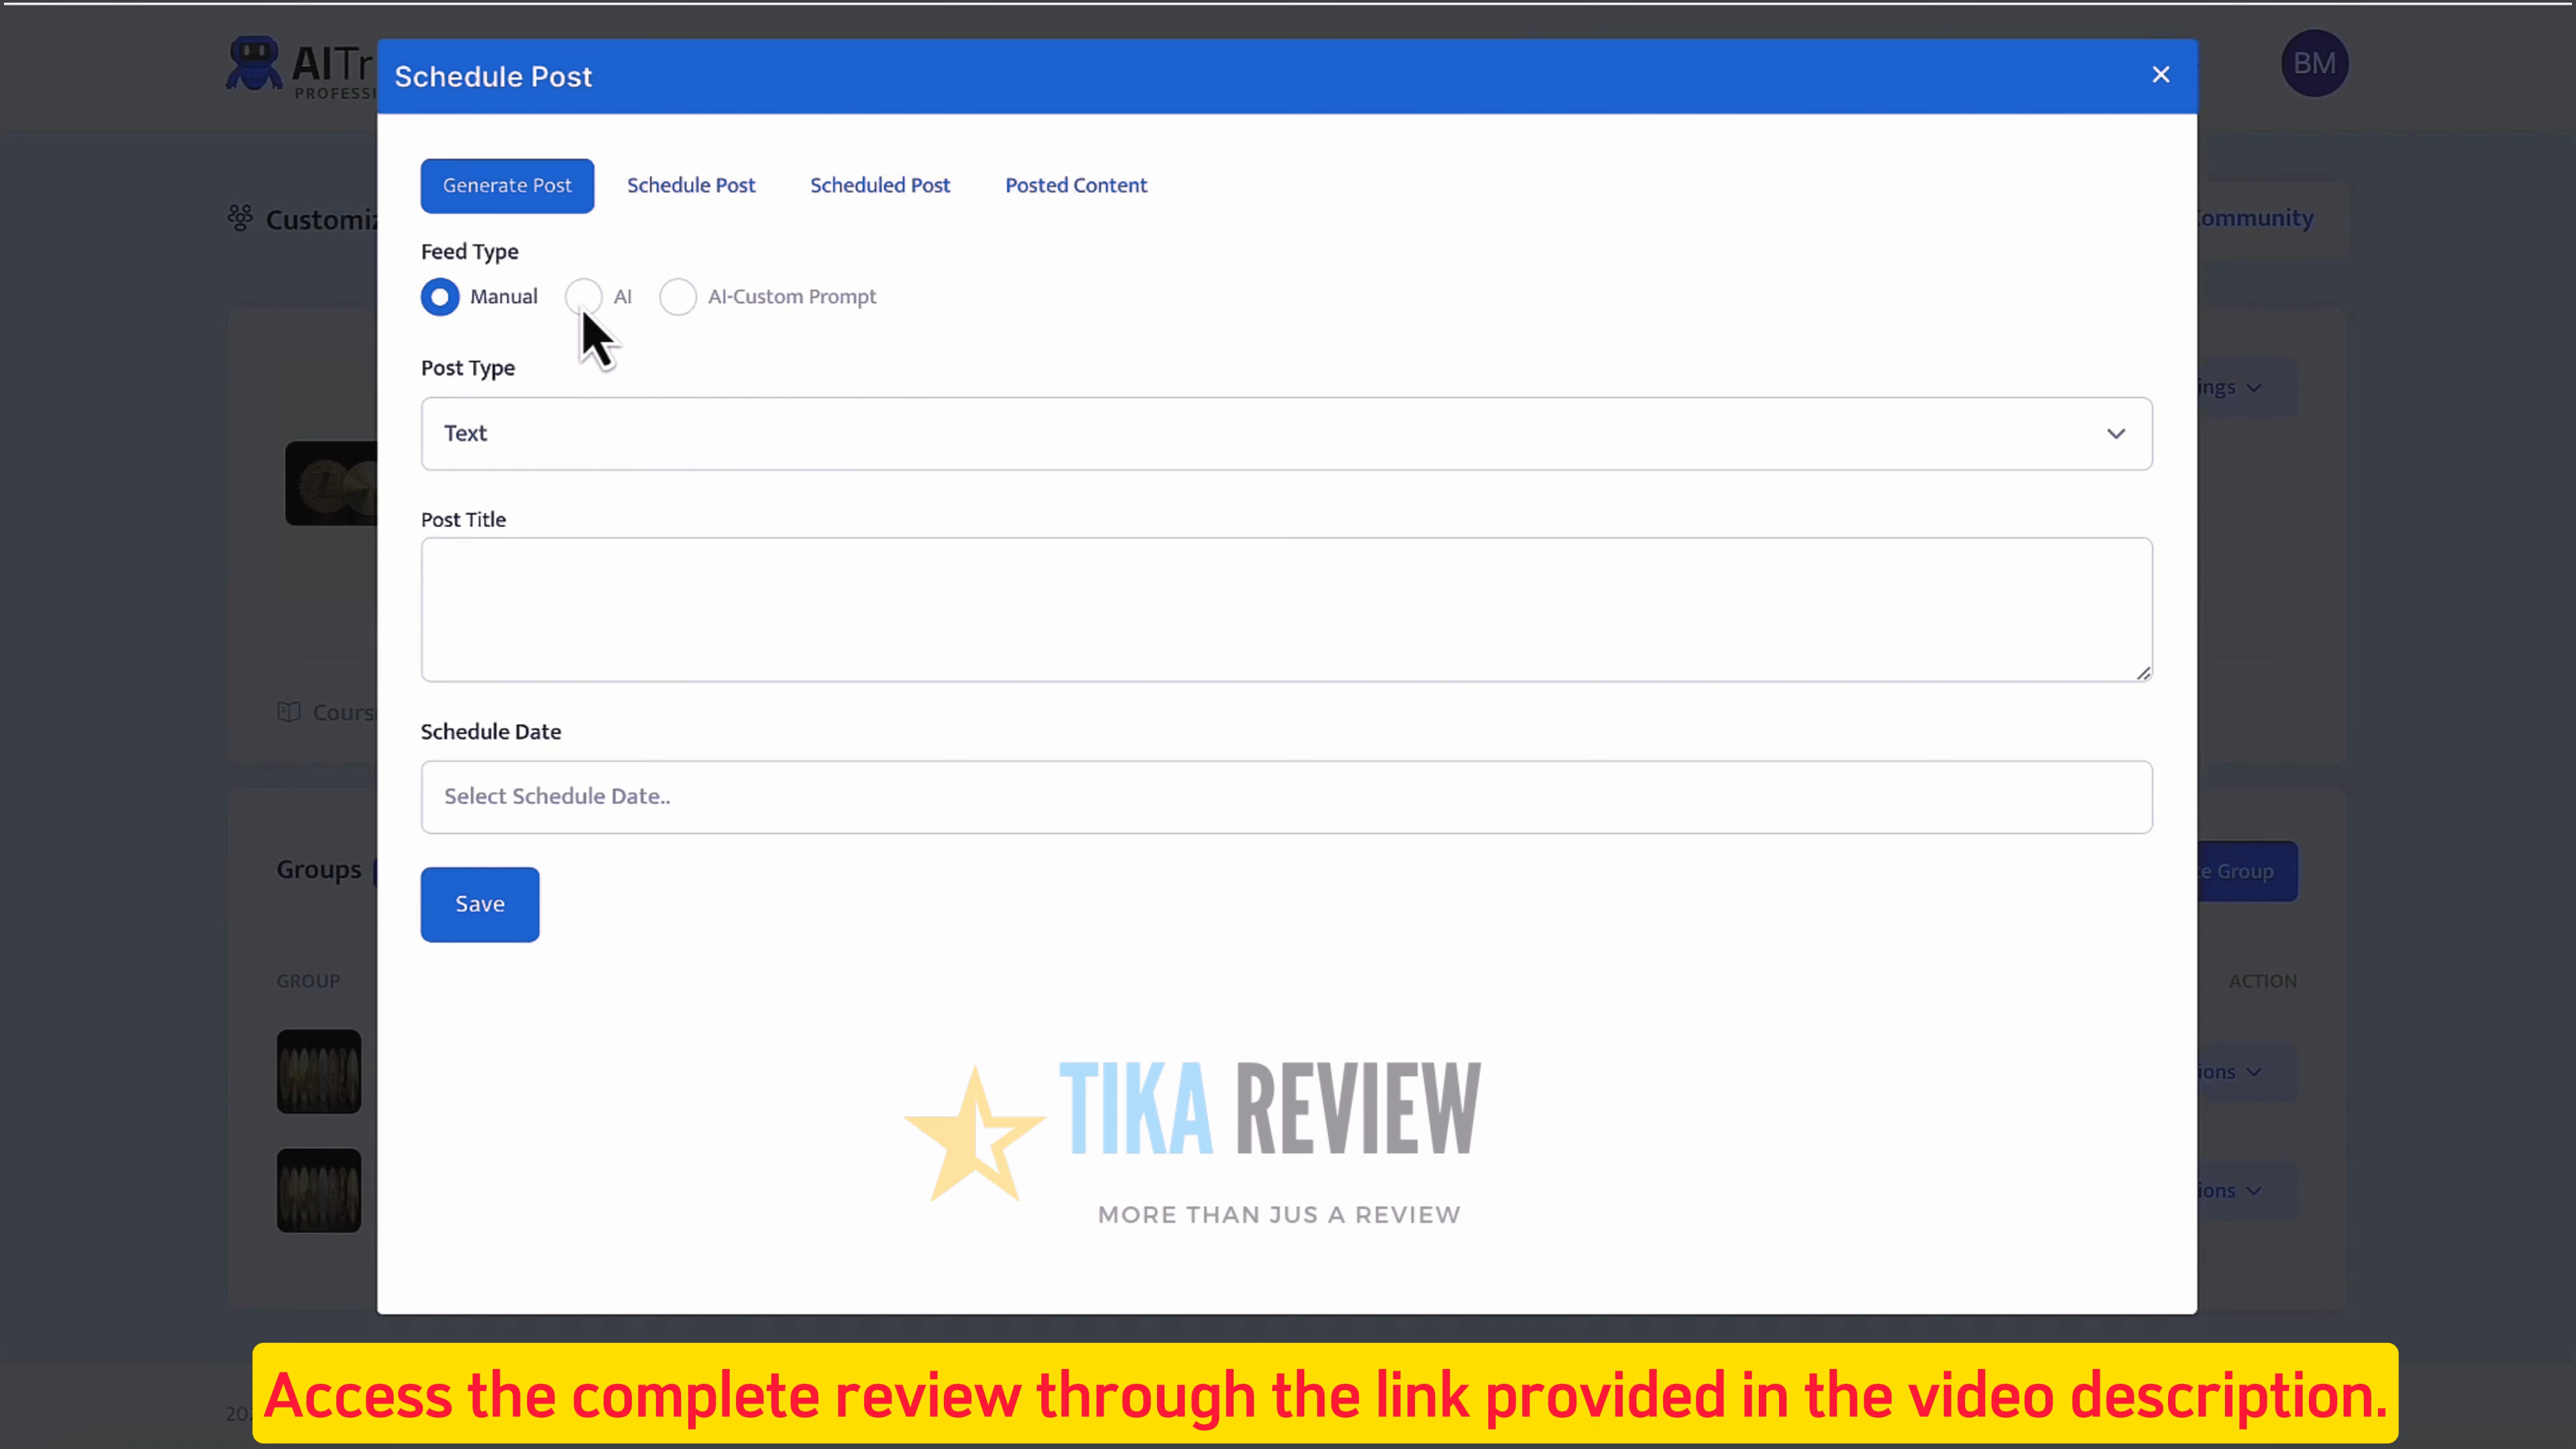 AITr
PROFESSI
Schedule Post
BM
Customiz
ommunity
Generate Post
Schedule Post
Scheduled Post
Posted Content
Feed Type
Manual
AI
AI-Custom Prompt
ings
Post Type
Text
Post Title
Cours
Schedule Date
Select Schedule Date..
Groups
e Group
Save
GROUP
ACTION
ions
ions
TIKA REVIEW
MORE THAN JUS A REVIEW
202
Access the complete review through the link provided in the video description.